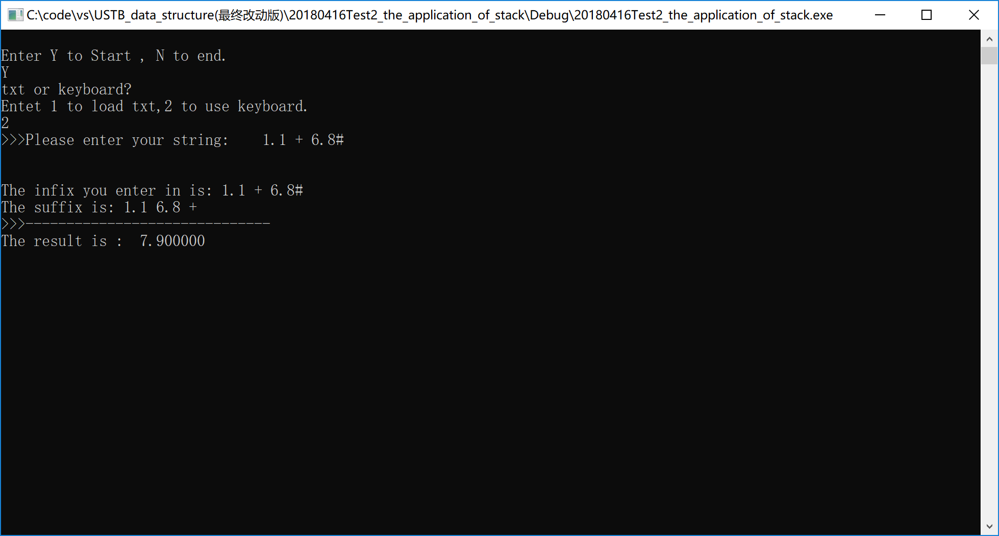 C:\code\vs\USTB_data_structure(最终改动版)\20180416Test2_the_application_of_stack\Debug\20180416Test2_the_application_of_stack.exe
Enter Y to Start , N to end.
Y
txt or keyboard?
Entet 1 to load txt,2 to use keyboard.
2
>>>Please enter your string:    1.1 + 6.8#
The infix you enter in is: 1.1 + 6.8#
The suffix is: 1.1 6.8 +
>>>------------------------------
The result is :  7.900000